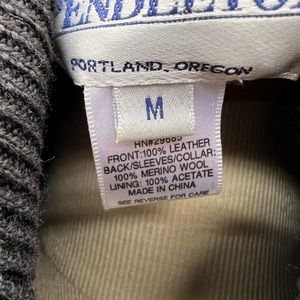 PENDLETON
PORTLAND, OREGON
M
RN#29685
FRONT:100% LEATHER
BACK/SLEEVES/COLLAR:
100% MERINO WOOL
LINING: 100% ACETATE
MADE IN CHINA
SEE REVERSE FOR CARE